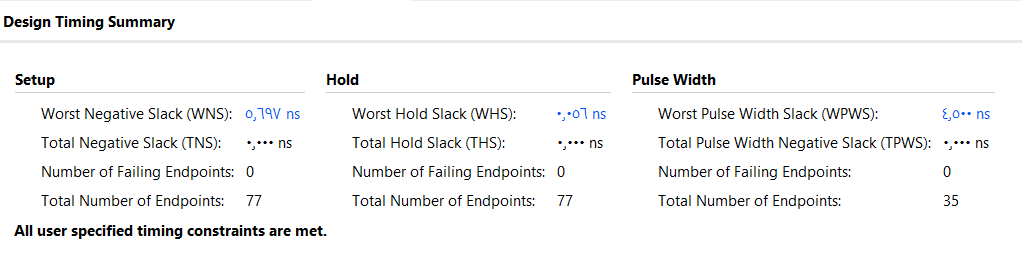 Design Timing Summary
Setup Hold Pulse Width
Worst Negative Slack (WNS): ٥,٦٩٧ ns Worst Hold Slack (WHS): ٠,٠٥٦ ns Worst Pulse Width Slack (WPWS): ٤,٥٠٠ ns
Total Negative Slack (TNS): ٠,٠٠٠ ns Total Hold Slack (THS): ٠,٠٠٠ ns Total Pulse Width Negative Slack (TPWS): ٠,٠٠٠ ns
Number of Failing Endpoints: 0 Number of Failing Endpoints: 0 Number of Failing Endpoints: 0
Total Number of Endpoints: 77 Total Number of Endpoints: 77 Total Number of Endpoints: 35
All user specified timing constraints are met.